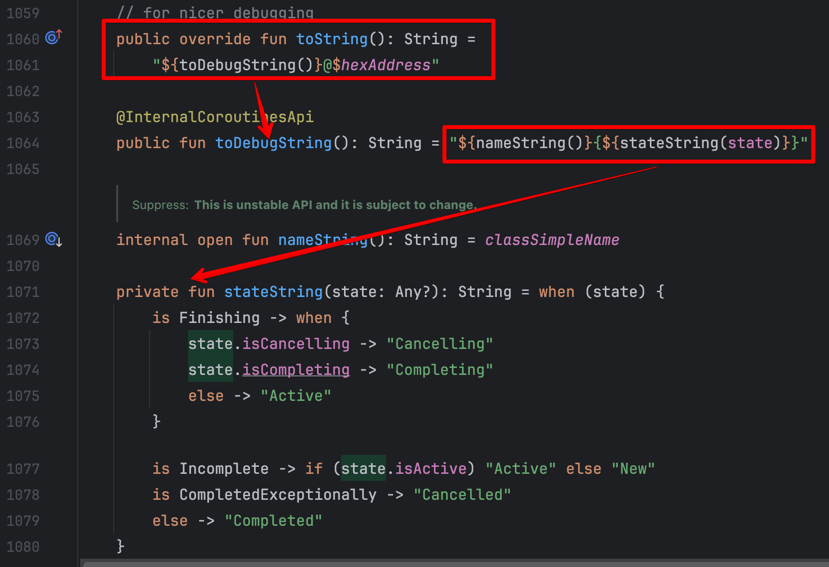 1059 // for nicer debugging
1060 public override fun toString(): String =
1061 "${toDebugString()}@$hexAddress"
1062
1063 @InternalCoroutinesApi
1064 public fun toDebugString(): String = "${nameString()}{${stateString(state)}}"
1065
Suppress: This is unstable API and it is subject to change.
1069 internal open fun nameString(): String = classSimpleName
1070
1071 private fun stateString(state: Any?): String = when (state) {
1072 is Finishing -> when {
1073 state.isCancelling -> "Cancelling"
1074 state.isCompleting -> "Completing"
1075 else -> "Active"
1076 }
1077 is Incomplete -> if (state.isActive) "Active" else "New"
1078 is CompletedExceptionally -> "Cancelled"
1079 else -> "Completed"
1080 }